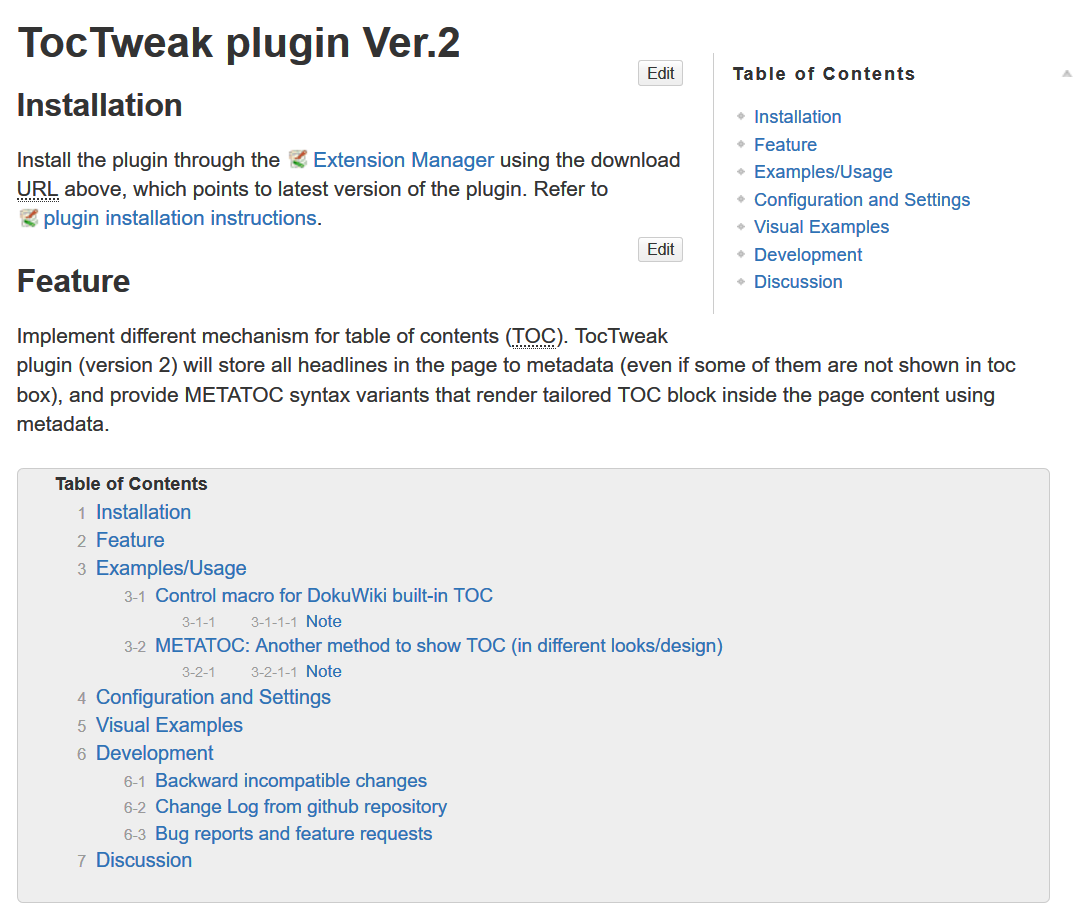 TocTweak plugin Ver.2
Edit
Table of Contents
Installation
Feature
Examples/Usage
Configuration and Settings
Visual Examples
Development
Discussion
Installation
Install the plugin through the Extension Manager using the download
URL above, which points to latest version of the plugin. Refer to
plugin installation instructions.
Edit
Feature
Implement different mechanism for table of contents (TOC). TocTweak
plugin (version 2) will store all headlines in the page to metadata (even if some of them are not shown in toc
box), and provide METATOC syntax variants that render tailored TOC block inside the page content using
metadata.
Table of Contents
1 Installation
2 Feature
3 Examples/Usage
3-1 Control macro for DokuWiki built-in TOC
3-1-1 3-1-1-1 Note
3-2 METATOC: Another method to show TOC (in different looks/design)
3-2-1 3-2-1-1 Note
4 Configuration and Settings
5 Visual Examples
6 Development
6-1 Backward incompatible changes
6-2 Change Log from github repository
6-3 Bug reports and feature requests
7 Discussion